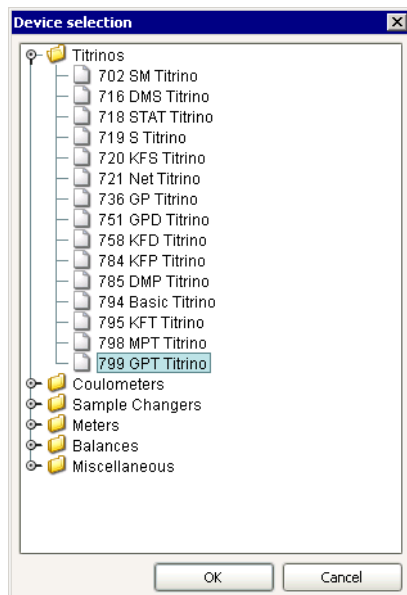 Device selection
Titrinos
702 SM Titrino
716 DMS Titrino
718 STAT Titrino
719 S Titrino
720 KFS Titrino
721 Net Titrino
736 GP Titrino
751 GPD Titrino
758 KFD Titrino
784 KFP Titrino
785 DMP Titrino
794 Basic Titrino
795 KFT Titrino
798 MPT Titrino
799 GPT Titrino
Coulometers
Sample Changers
Meters
Balances
Miscellaneous
OK Cancel